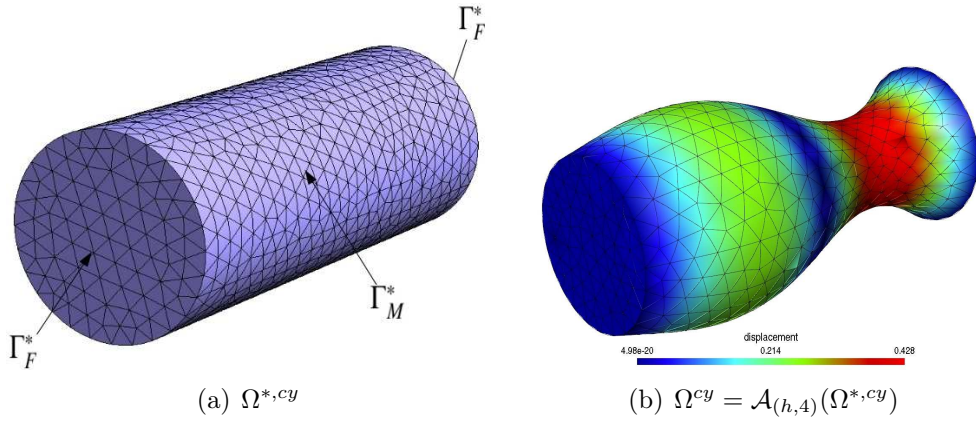 Γ*F
Γ*M
Γ*F
displacement
4.98e-20 0.214 0.428
(a) Ω*,cy
(b) Ωcy = A(h,4)(Ω*,cy)